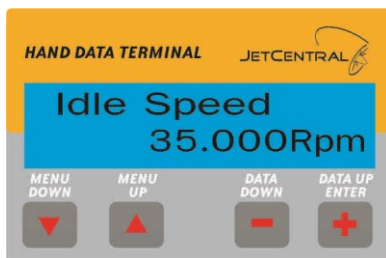 HAND DATA TERMINAL
JETCENTRAL
Idle Speed
35.000Rpm
MENU DOWN
MENU UP
DATA DOWN
DATA UP ENTER